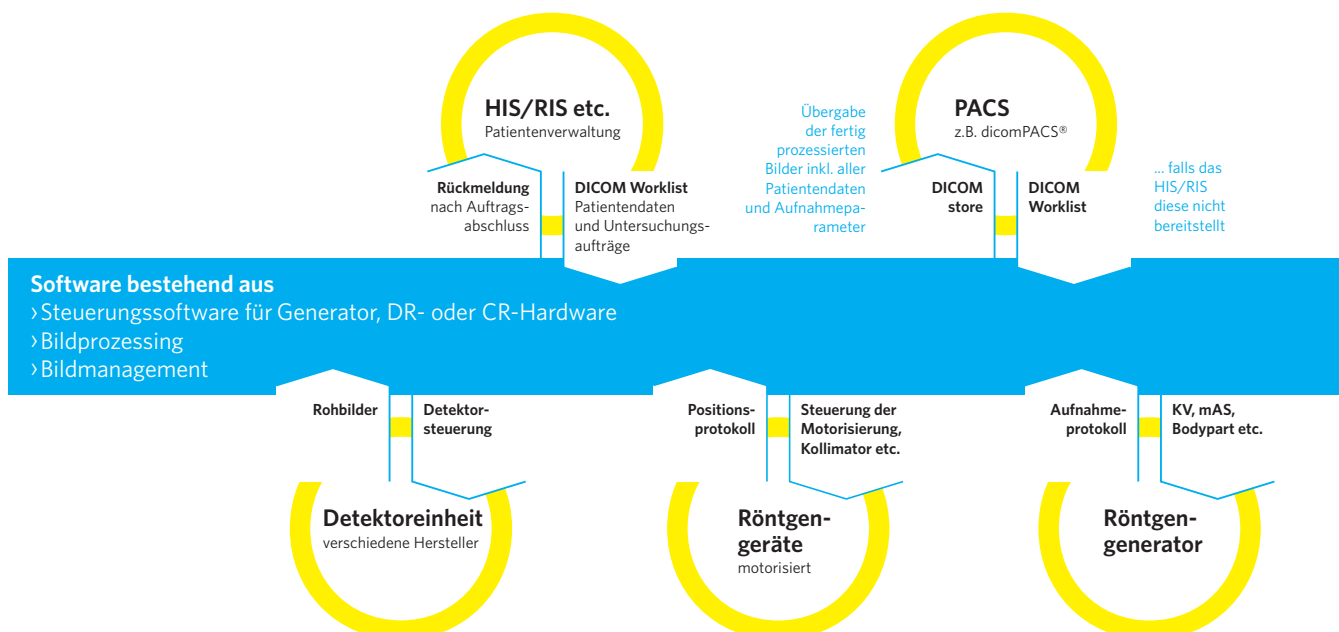 HIS/RIS etc.
Patientenverwaltung
Rückmeldung
nach Auftrags-
abschluss
DICOM Worklist
Patientendaten
und Untersuchungs-
aufträge
Übergabe
der fertig
prozessierten
Bilder inkl. aller
Patientendaten
und Aufnahmepa-
rameter
PACS
z.B. dicomPACS®
DICOM
store
DICOM
Worklist
... falls das
HIS/RIS
diese nicht
bereitstellt
Software bestehend aus
› Steuerungssoftware für Generator, DR- oder CR-Hardware
› Bildprozessing
› Bildmanagement
Rohbilder
Detektor-
steuerung
Detektoreinheit
verschiedene Hersteller
Positions-
protokoll
Steuerung der
Motorisierung,
Kollimator etc.
Röntgen-
geräte
motorisiert
Aufnahme-
protokoll
KV, mAS,
Bodypart etc.
Röntgen-
generator